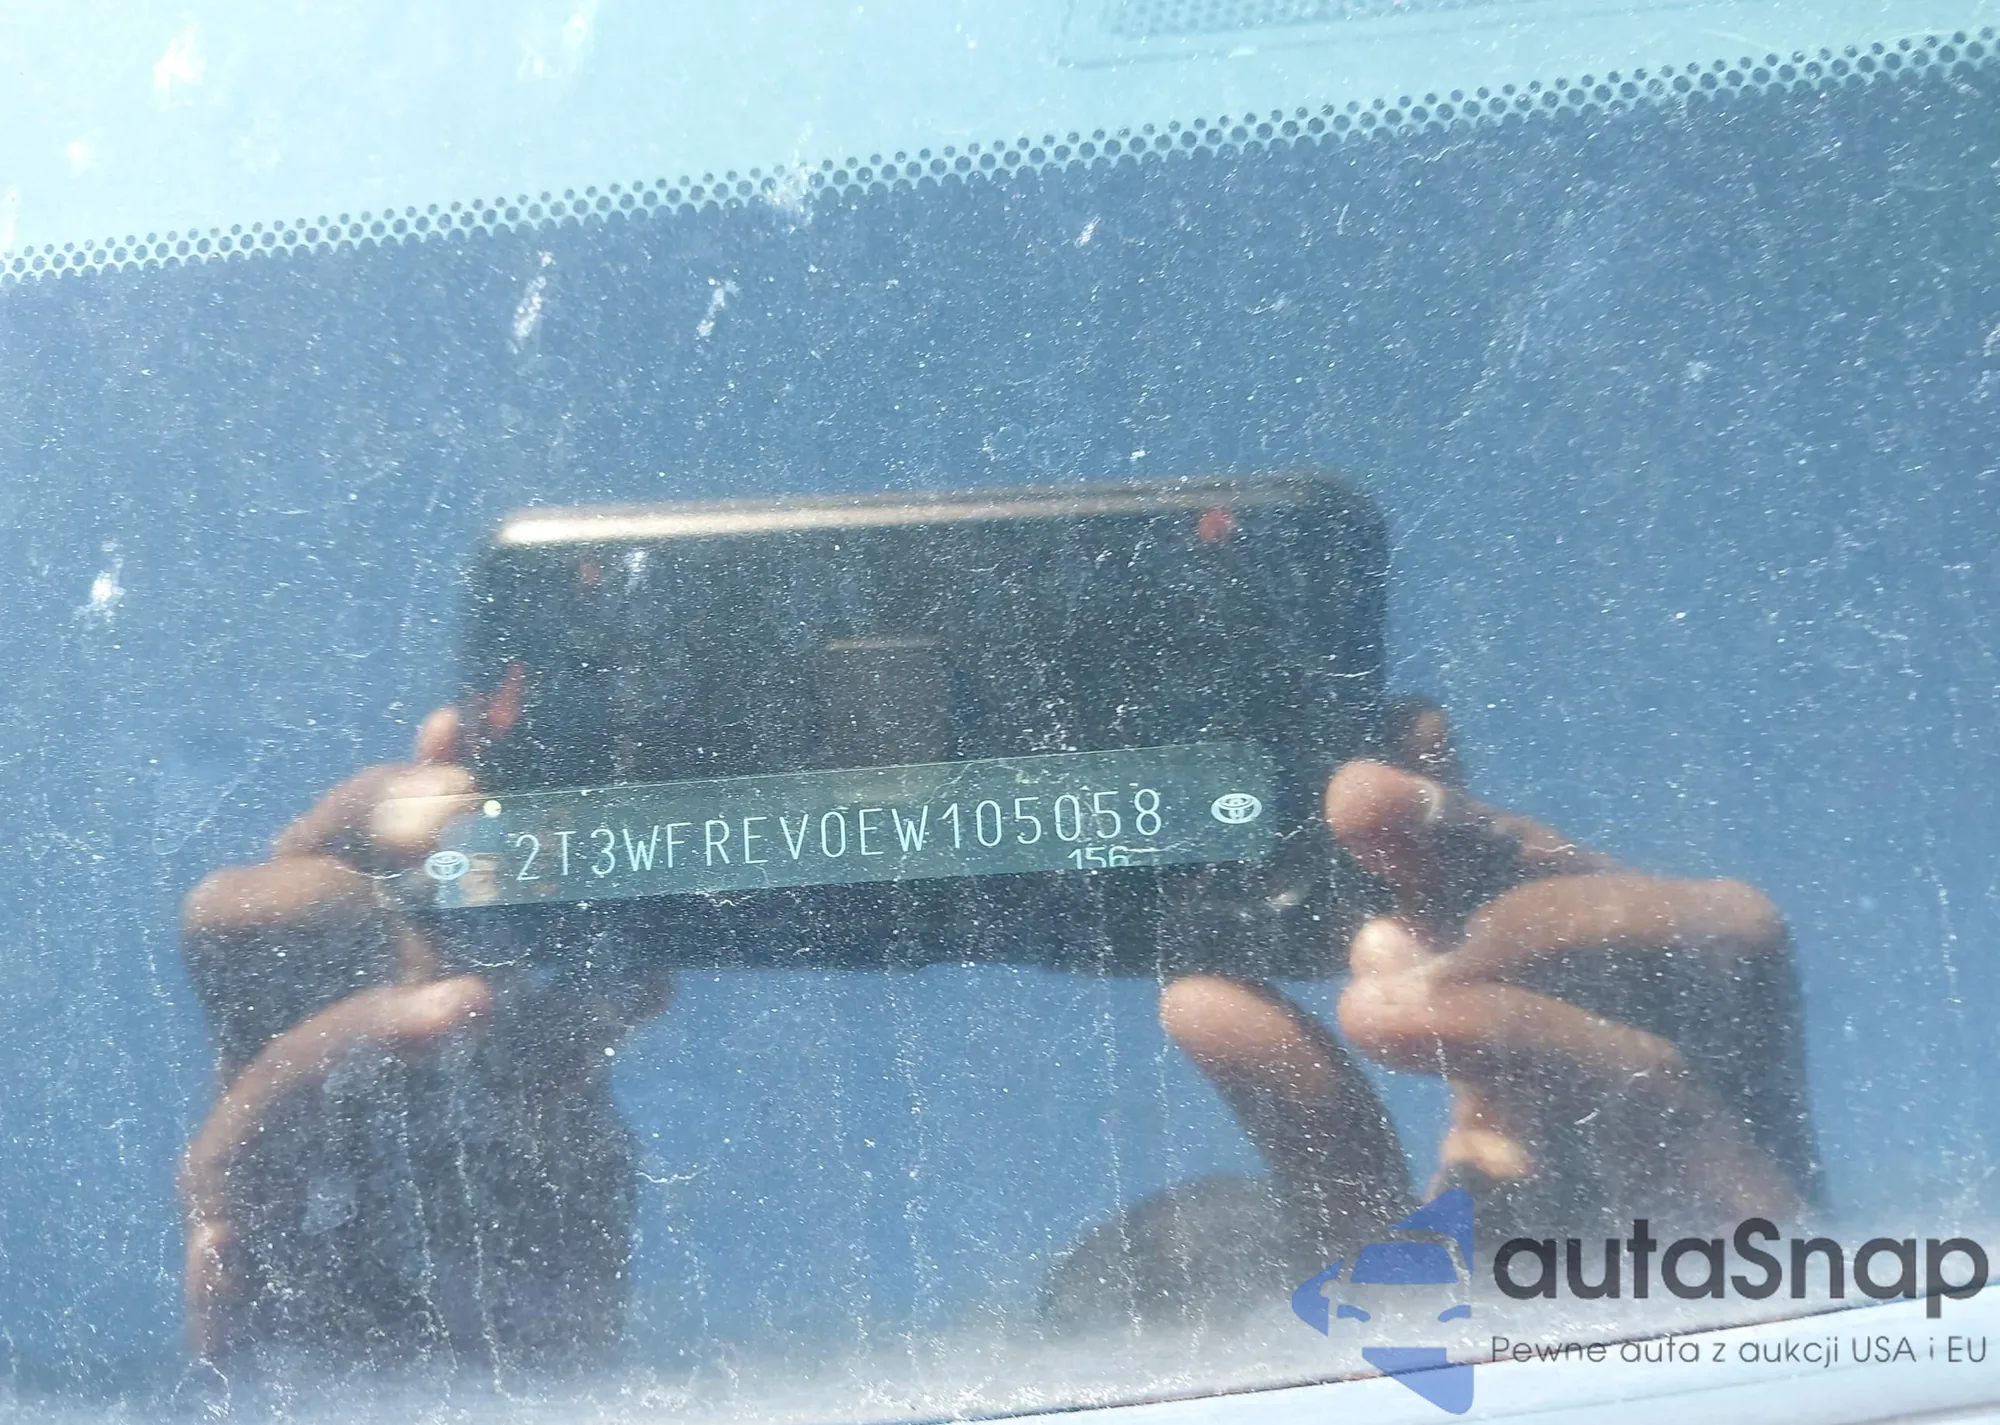 2T3WFREV0EW105058
156
autaSnap
Pewne auta z aukcji USA i EU